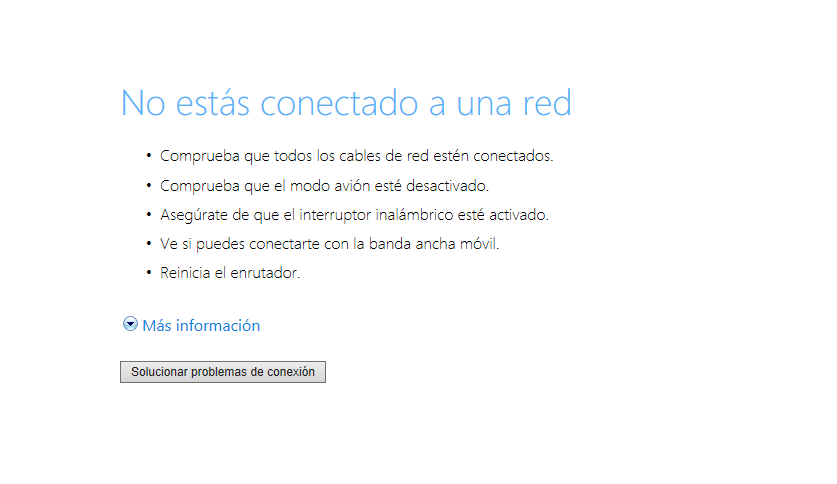 No estás conectado a una red
• Comprueba que todos los cables de red estén conectados.
• Comprueba que el modo avión esté desactivado.
• Asegúrate de que el interruptor inalámbrico esté activado.
• Ve si puedes conectarte con la banda ancha móvil.
• Reinicia el enrutador.
Más información
Solucionar problemas de conexión